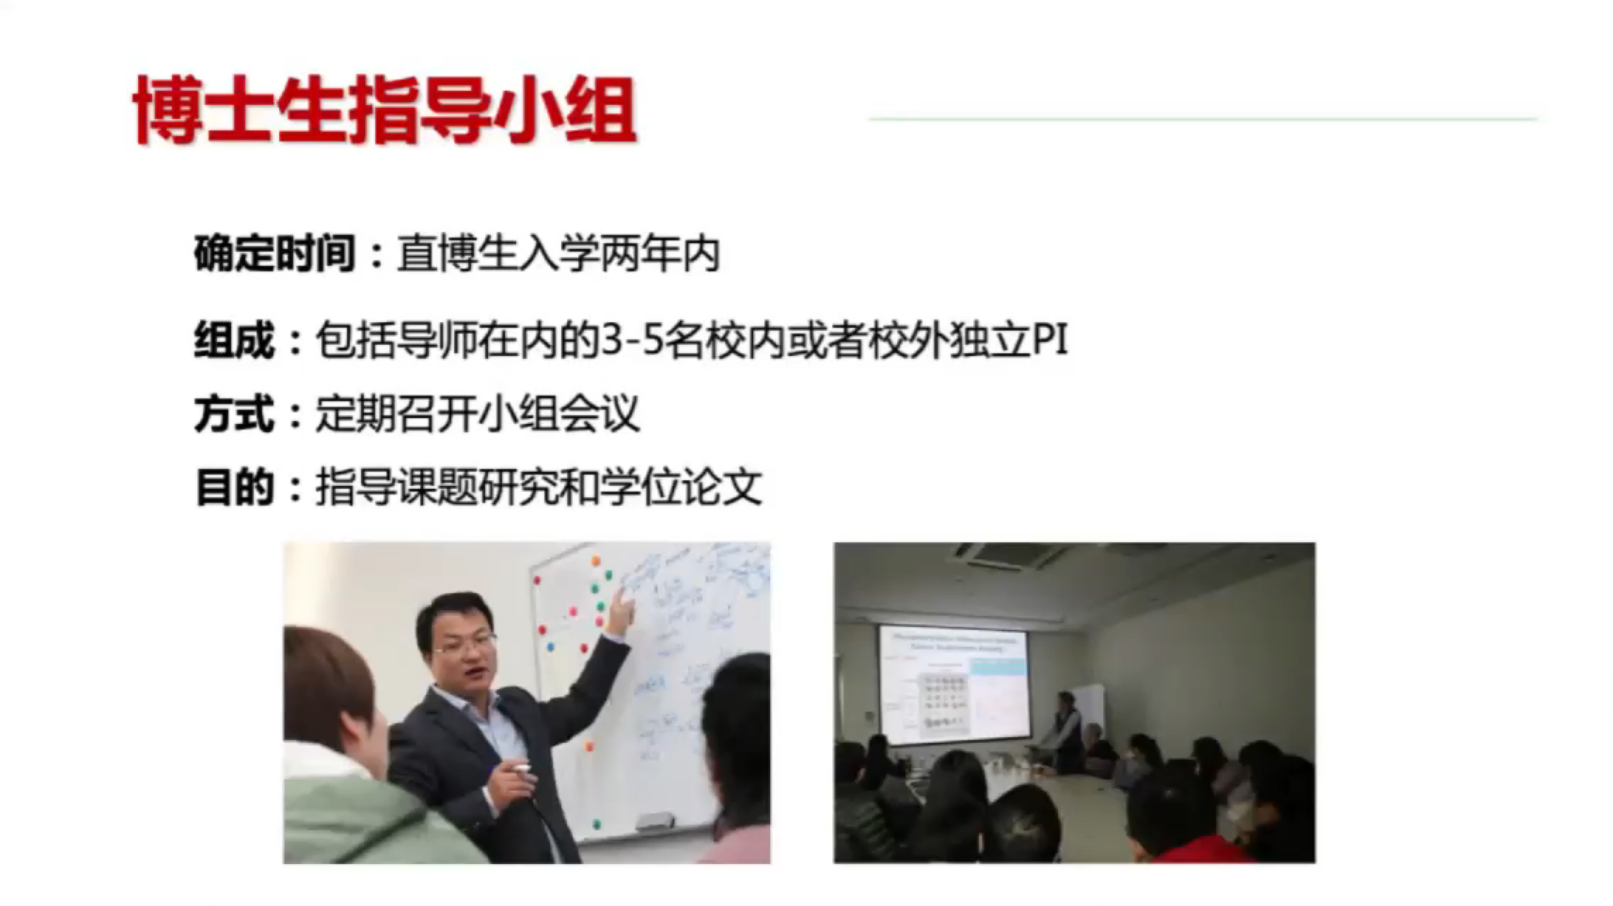 博士生指导小组
确定时间：直博生入学两年内
组成：包括导师在内的3-5名校内或者校外独立PI
方式：定期召开小组会议
目的：指导课题研究和学位论文